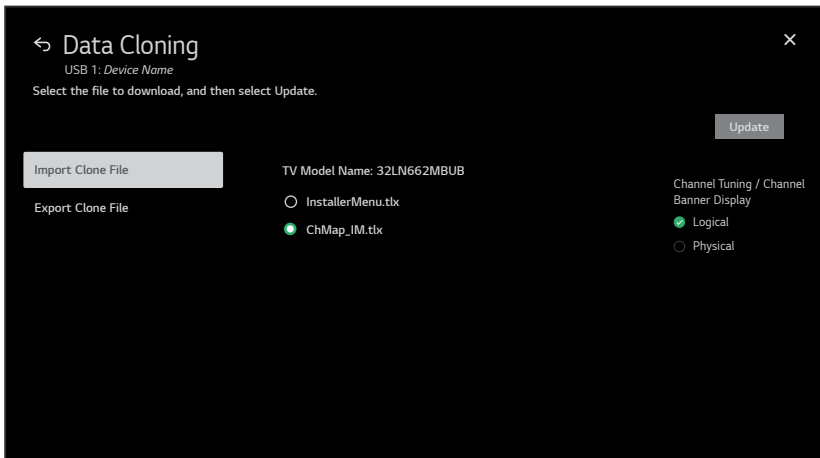 Data Cloning
USB 1: Device Name
Select the file to download, and then select Update.
Update
Import Clone File
Export Clone File
TV Model Name: 32LN662MBUB
InstallerMenu.tlx
ChMap_IM.tlx
Channel Tuning / Channel
Banner Display
Logical
Physical